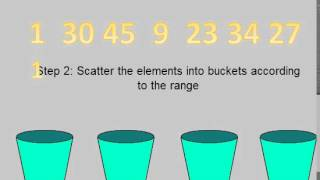 1 30 45 9 23 34 27
1
Step 2: Scatter the elements into buckets according
to the range